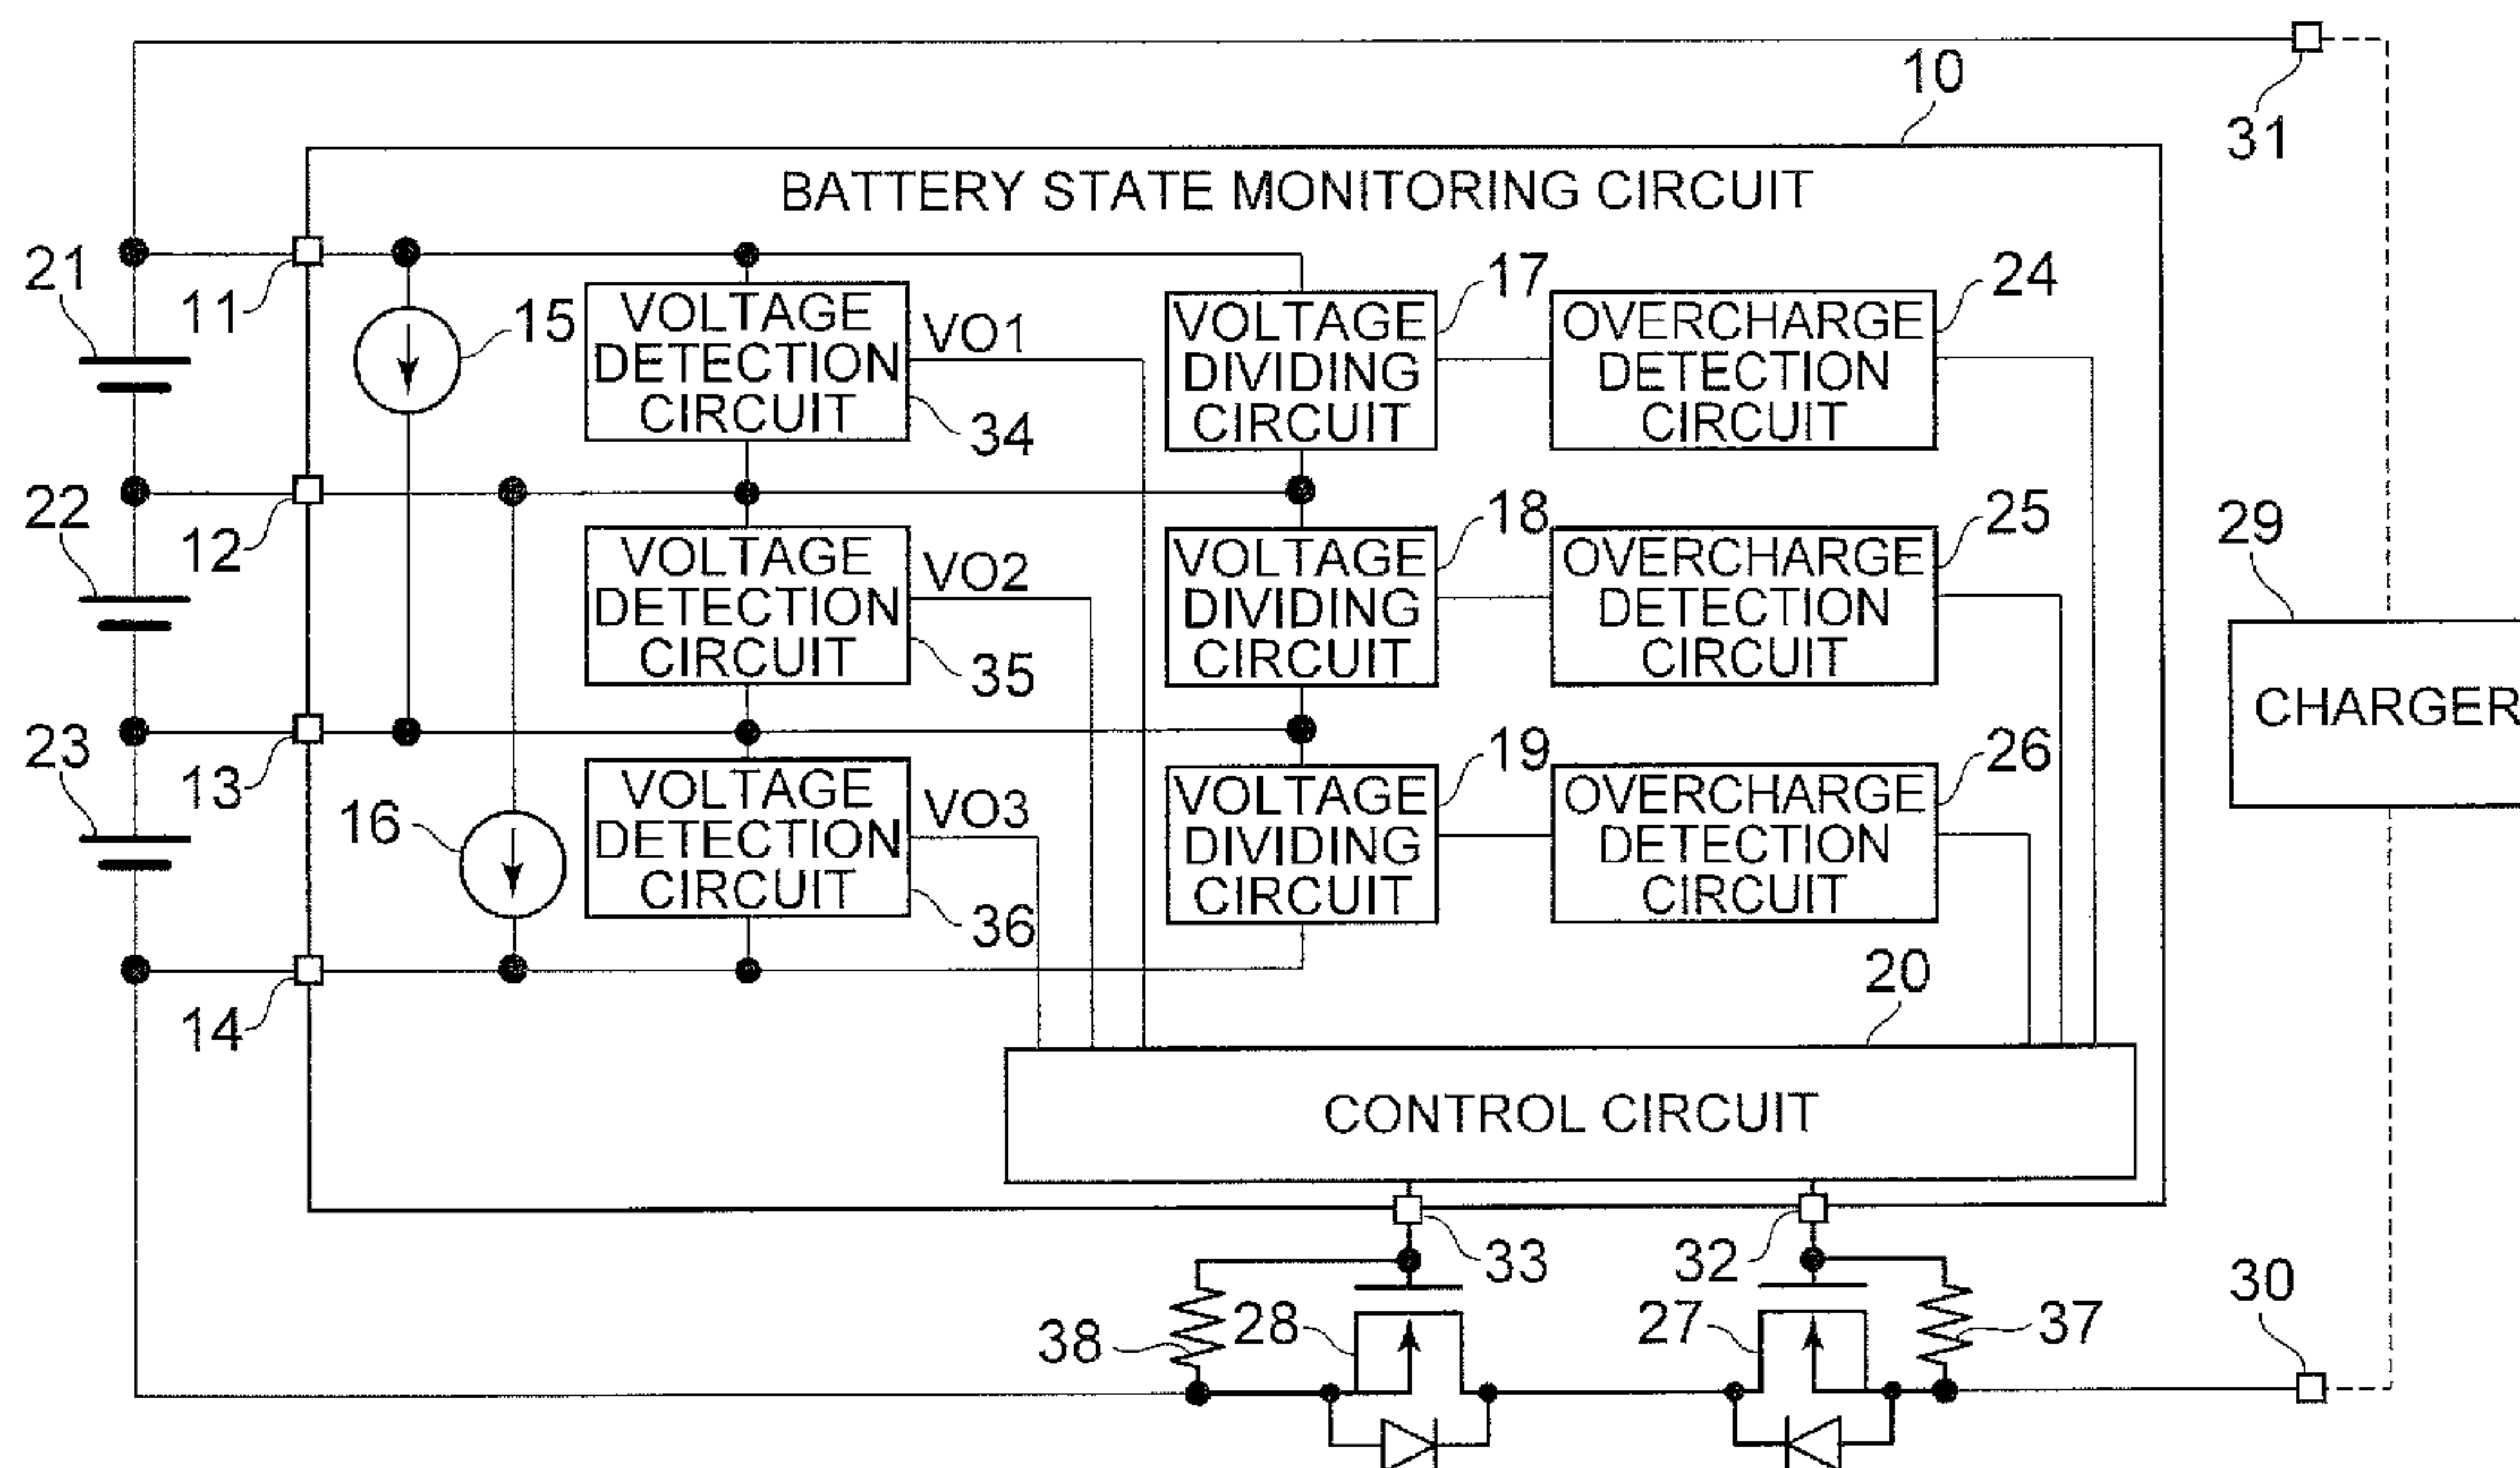 10
31
BATTERY STATE MONITORING CIRCUIT
21
11
15
VOLTAGE
DETECTION
CIRCUIT
VO1
34
VOLTAGE
DIVIDING
CIRCUIT
17
OVERCHARGE
DETECTION
CIRCUIT
24
22
12
VOLTAGE
DETECTION
CIRCUIT
VO2
35
VOLTAGE
DIVIDING
CIRCUIT
18
OVERCHARGE
DETECTION
CIRCUIT
25
29
CHARGER
23
13
16
VOLTAGE
DETECTION
CIRCUIT
VO3
36
VOLTAGE
DIVIDING
CIRCUIT
19
OVERCHARGE
DETECTION
CIRCUIT
26
14
20
CONTROL CIRCUIT
33
32
30
38
28
27
37